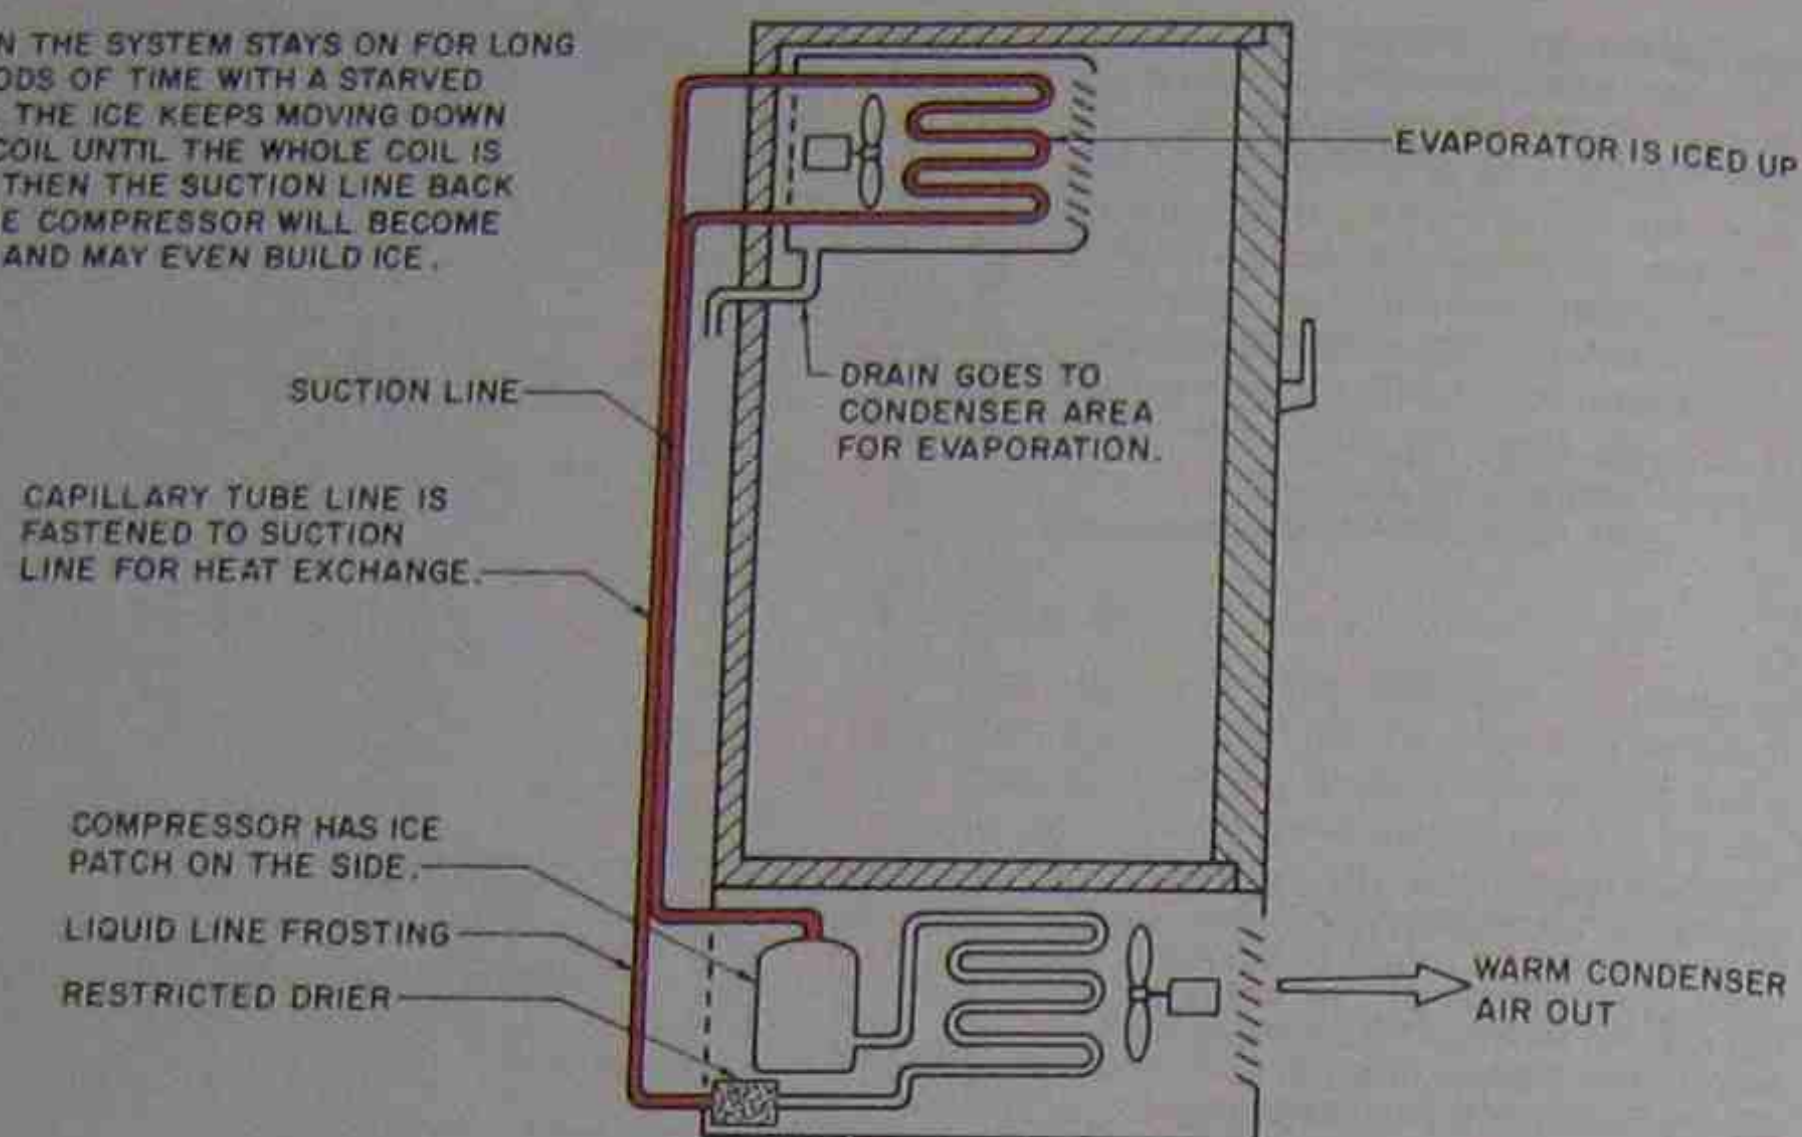 N THE SYSTEM STAYS ON FOR LONG
ODS OF TIME WITH A STARVED
THE ICE KEEPS MOVING DOWN
COIL UNTIL THE WHOLE COIL IS
THEN THE SUCTION LINE BACK
E COMPRESSOR WILL BECOME
AND MAY EVEN BUILD ICE.
EVAPORATOR IS ICED UP
SUCTION LINE
DRAIN GOES TO
CONDENSER AREA
FOR EVAPORATION.
CAPILLARY TUBE LINE IS
FASTENED TO SUCTION
LINE FOR HEAT EXCHANGE.
COMPRESSOR HAS ICE
PATCH ON THE SIDE.
LIQUID LINE FROSTING
RESTRICTED DRIER
WARM CONDENSER
AIR OUT